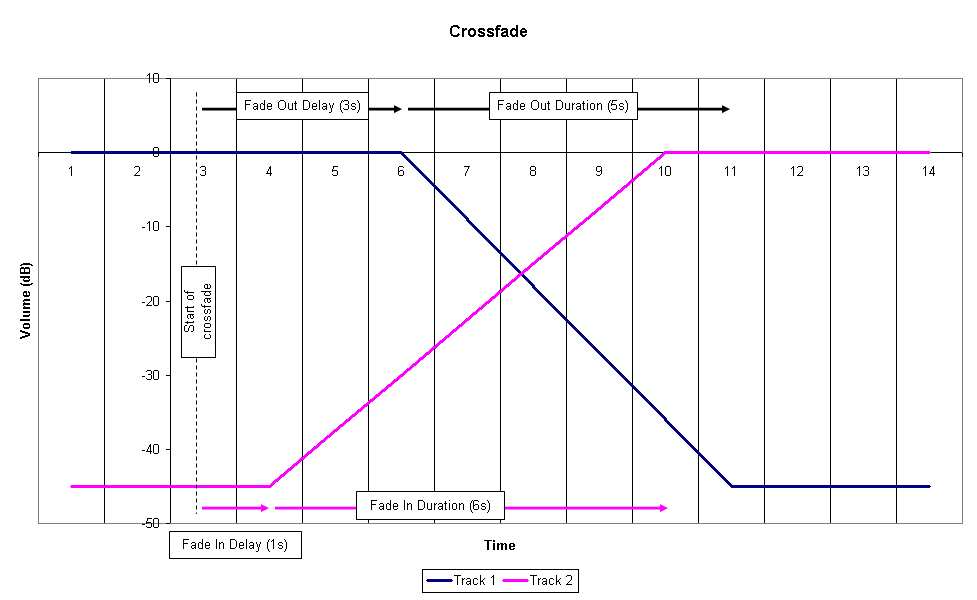 Crossfade
10
Fade Out Delay (3s)
Fade Out Duration (5s)
0
1 2 3 4 5 6 7 8 9 10 11 12 13 14
-10
-20
-30
-40
-50
Volume (dB)
Start of
crossfade
Fade In Duration (6s)
Fade In Delay (1s)
Time
Track 1 Track 2